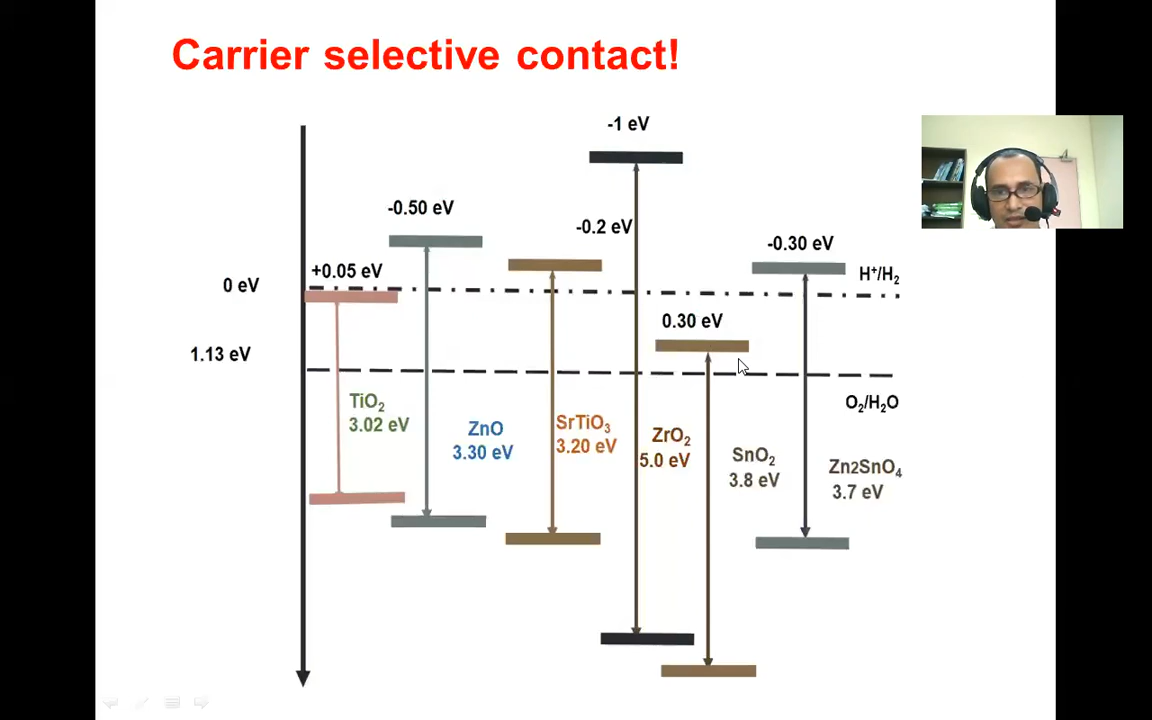 Carrier selective contact!
-1 eV
-0.50 eV
-0.2 eV
-0.30 eV
+0.05 eV
H⁺/H₂
0 eV
0.30 eV
1.13 eV
O₂/H₂O
TiO₂
3.02 eV
ZnO
3.30 eV
SrTiO₃
3.20 eV
ZrO₂
5.0 eV
SnO₂
3.8 eV
Zn2SnO₄
3.7 eV